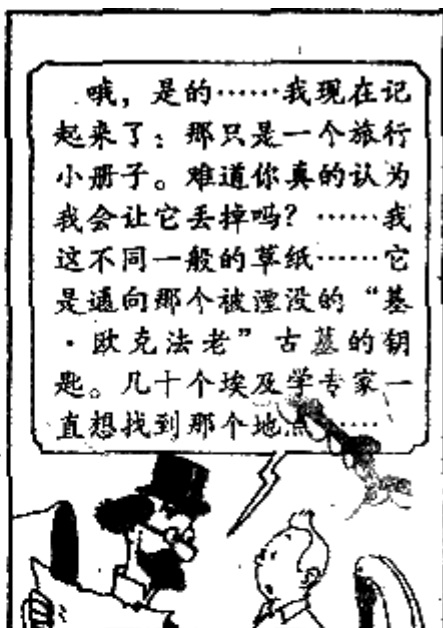 哦，是的……我现在记
起来了：那只是一个旅行
小册子。难道你真的认为
我会让它丢掉吗？……我
这不同一般的草纸……它
是通向那个被湮没的“基
·欧克法老”古墓的钥
匙。几十个埃及学专家一
直想找到那个地点……